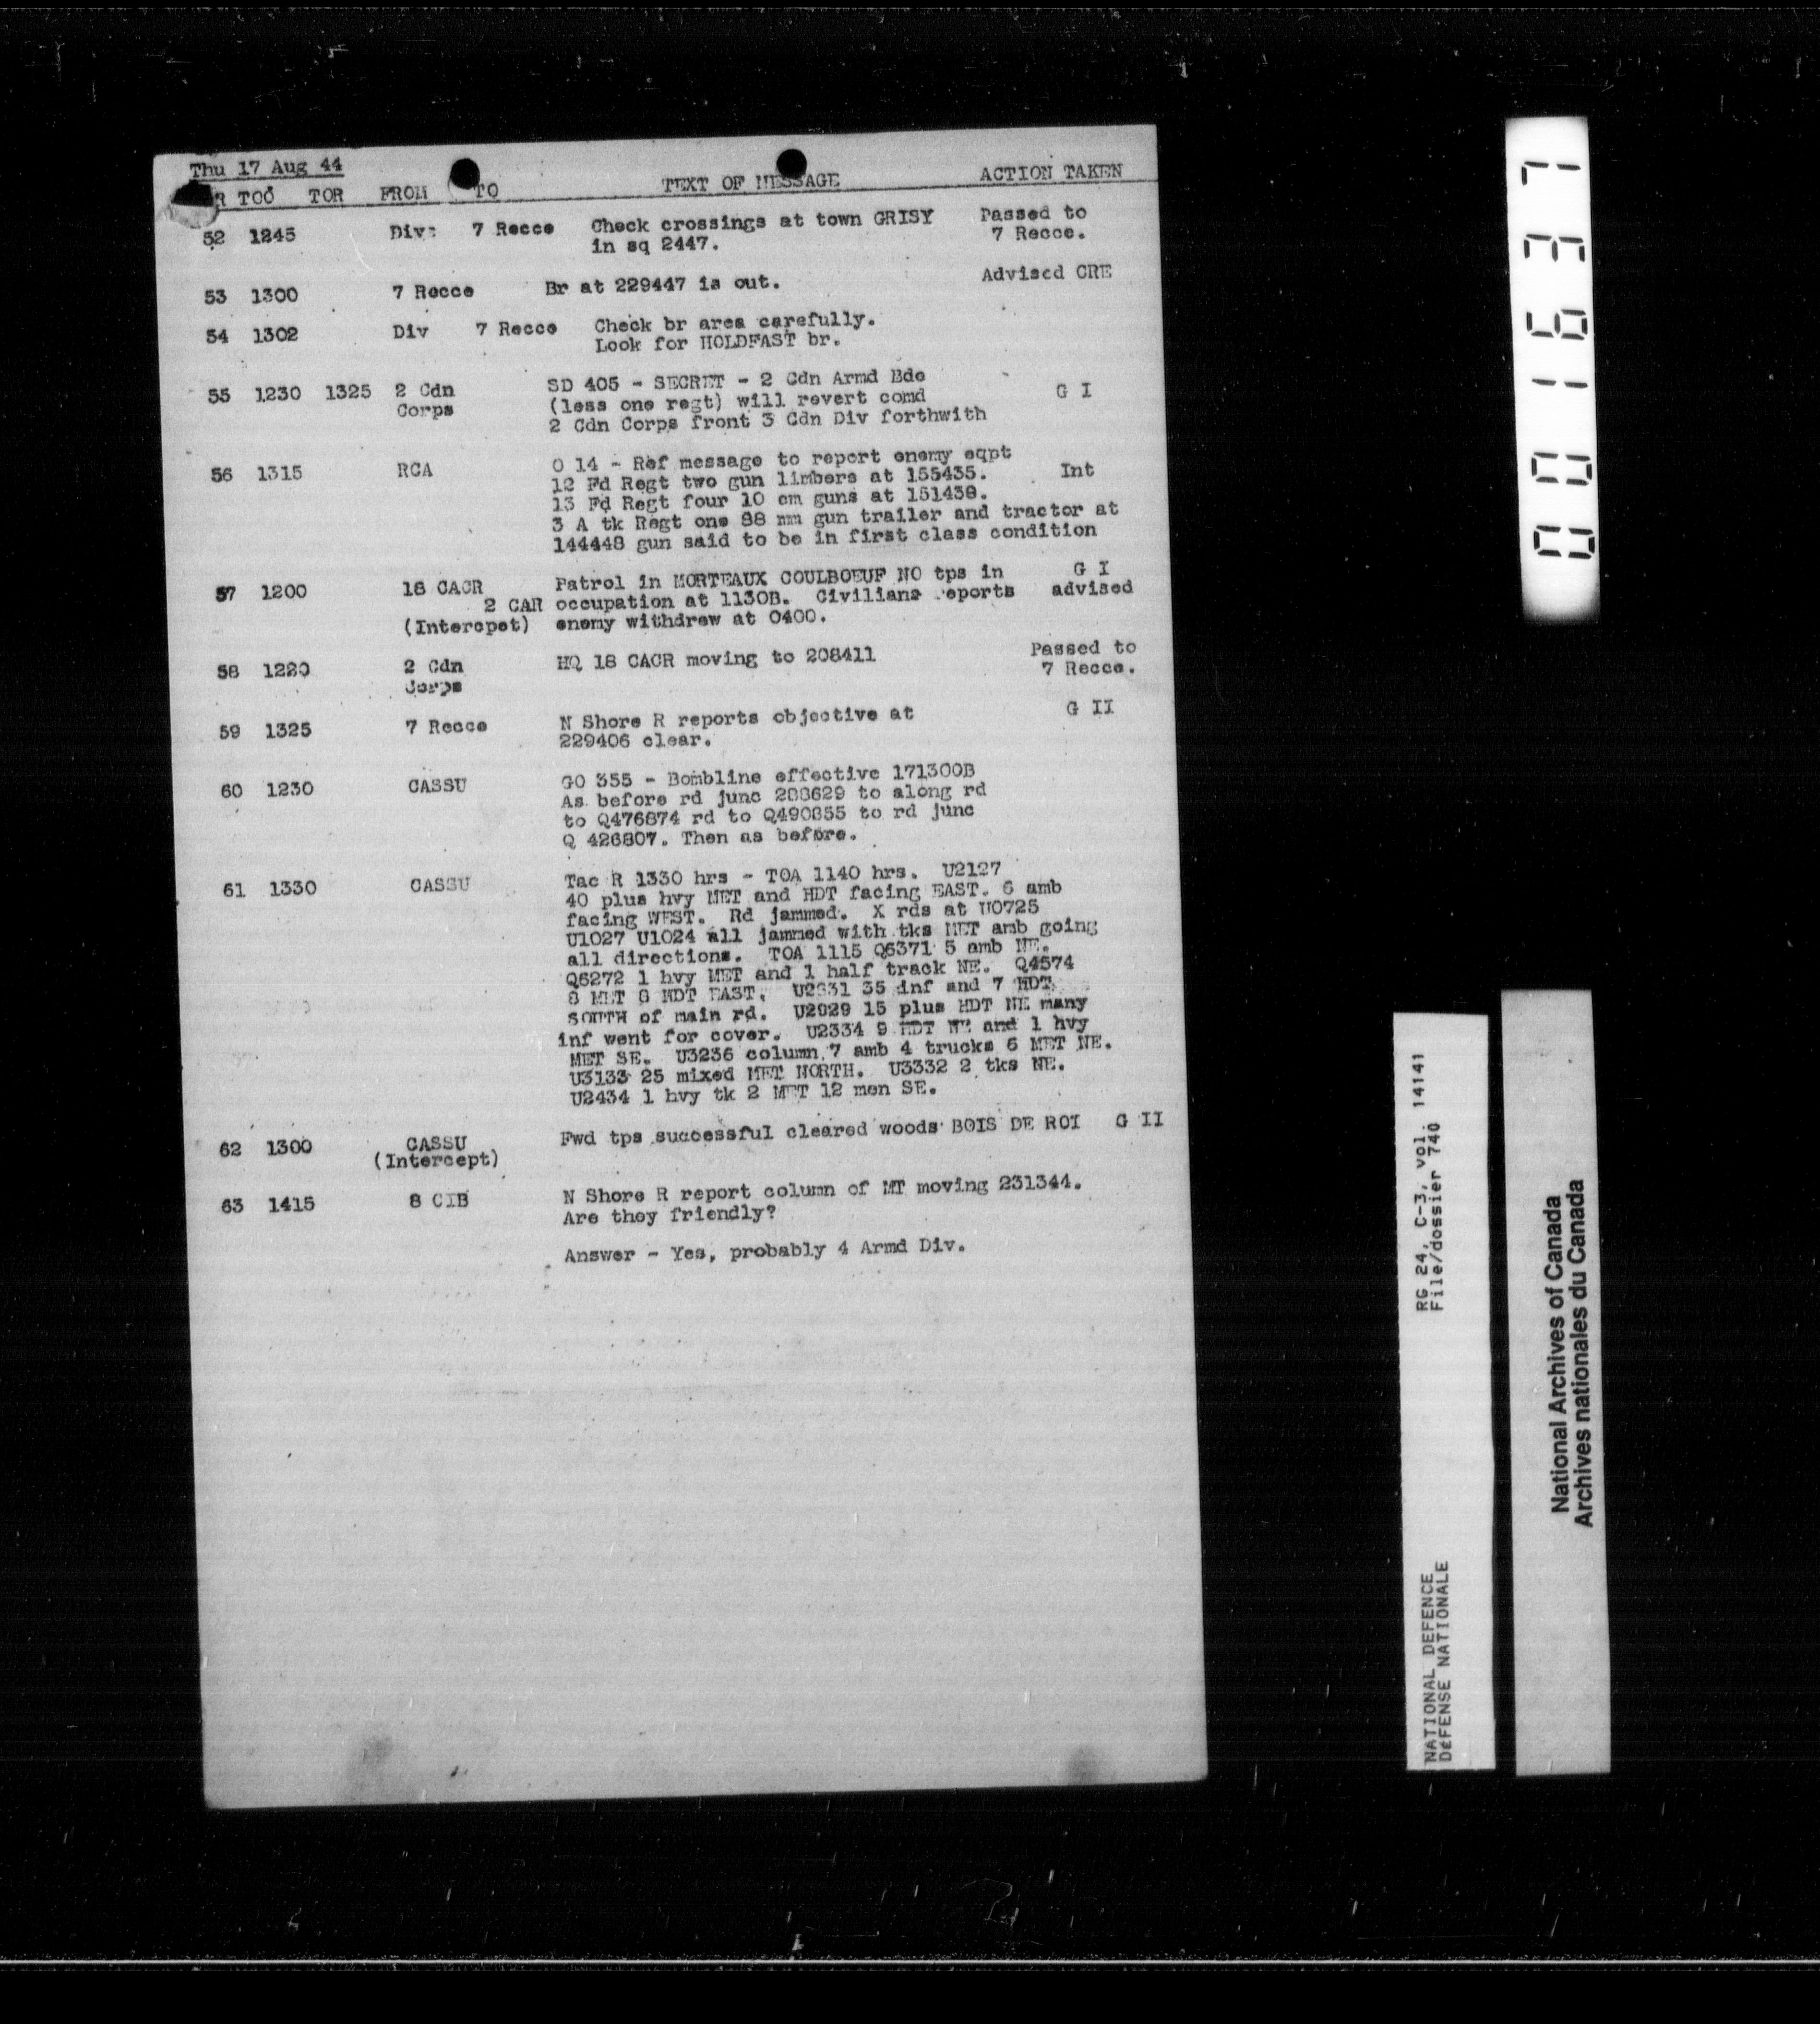 Thu 17 Aug 44
R TOO TOR FROM TO TEXT OF MESSAGE ACTION TAKEN
52 1245 Div 7 Recce Check crossings at town GRISY Passed to
in sq 2447. 7 Recce.
53 1300 7 Recce Br at 229447 is out. Advised CRE
54 1302 Div 7 Recce Check br area carefully.
Look for HOLDFAST br.
55 1230 1325 2 Cdn SD 405 - SECRET - 2 Cdn Armd Bde G I
Corps (less one regt) will revert comd
2 Cdn Corps front 3 Cdn Div forthwith
56 1315 RCA O 14 - Ref message to report enemy eqpt Int
12 Fd Regt two gun limbers at 155435.
13 Fd Regt four 10 cm guns at 151439.
3 A tk Regt one 88 mm gun trailer and tractor at
144448 gun said to be in first class condition
57 1200 18 CACR Patrol in MORTEAUX COULBOEUF NO tps in G I
2 CAR occupation at 1130B. Civilians reports advised
(Intercpet) enemy withdrew at 0400.
58 1220 2 Cdn HQ 18 CACR moving to 208411 Passed to
Corps 7 Recce.
59 1325 7 Recce N Shore R reports objective at G II
229406 clear.
60 1230 CASSU GO 355 - Bombline effective 171300B
As before rd junc 288629 to along rd
to Q476874 rd to Q490855 to rd junc
Q 426807. Then as before.
61 1330 CASSU Tac R 1330 hrs - TOA 1140 hrs. U2127
40 plus hvy MET and HDT facing EAST. 6 amb
facing WEST. Rd jammed. X rds at U0725
U1027 U1024 all jammed with tks MET amb going
all directions. TOA 1115 Q6371 5 amb NE.
Q6272 1 hvy MET and 1 half track NE. Q4574
8 MET 8 HDT EAST. U2931 35 inf and 7 HDT
SOUTH of main rd. U2929 15 plus HDT NE many
inf went for cover. U2334 9 HDT NE and 1 hvy
MET SE. U3236 column 7 amb 4 trucks 6 MET NE.
U3133 25 mixed MET NORTH. U3332 2 tks NE.
U2434 1 hvy tk 2 MET 12 men SE.
62 1300 CASSU Fwd tps successful cleared woods BOIS DE ROI G II
(Intercept)
63 1415 8 CIB N Shore R report column of MT moving 231344.
Are they friendly?
Answer - Yes, probably 4 Armd Div.
001637
NATIONAL DEFENCE RG 24, C-3, vol. 14141
DÉFENSE NATIONALE File/dossier 740
National Archives of Canada
Archives nationales du Canada